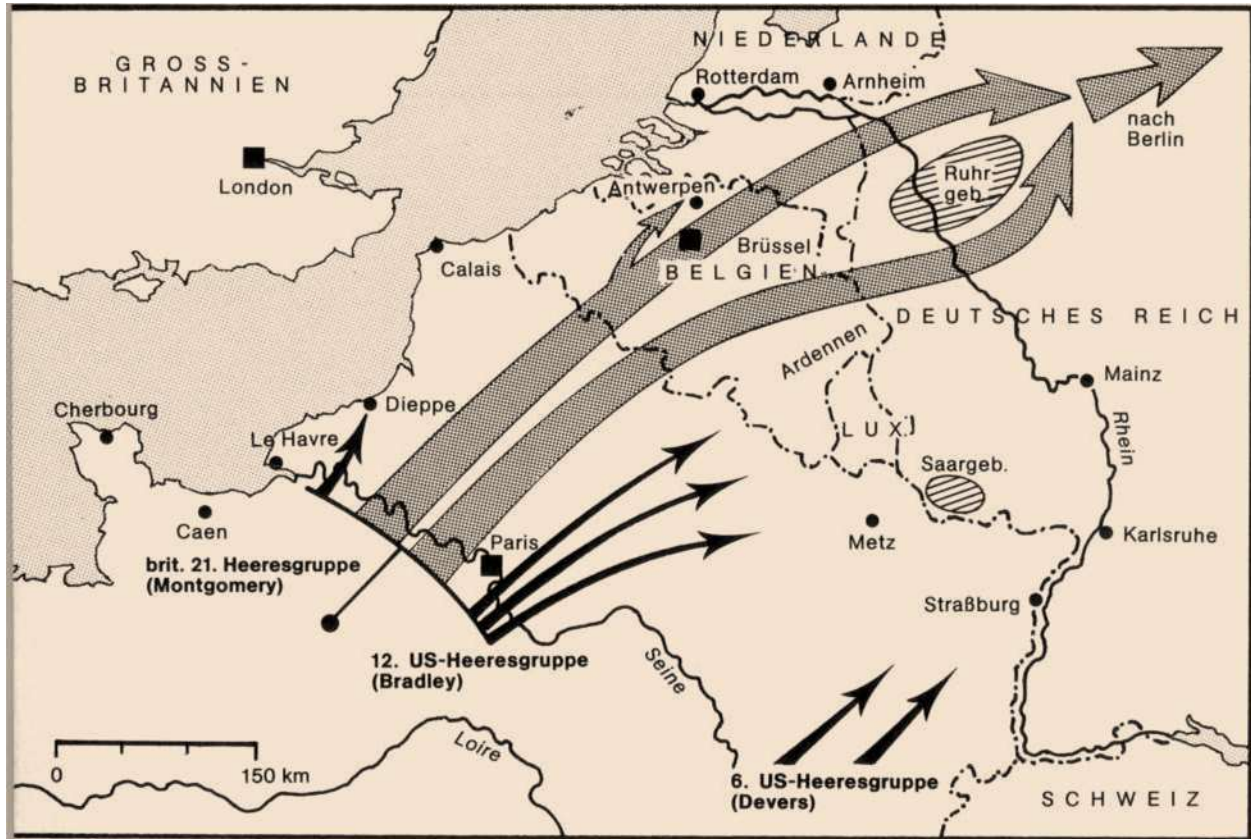 NIEDERLANDE
GROSS-
BRITANNIEN
Rotterdam
Arnheim
nach
Berlin
London
Ruhr
geb.
Antwerpen
Brüssel
BELGIEN
Calais
DEUTSCHES REICH
Ardennen
Mainz
Cherbourg
Dieppe
Le Havre
LUX.
Rhein
Saargeb.
Caen
Paris
Metz
Karlsruhe
brit. 21. Heeresgruppe
(Montgomery)
Straßburg
12. US-Heeresgruppe
(Bradley)
Seine
Loire
0
150 km
6. US-Heeresgruppe
(Devers)
SCHWEIZ